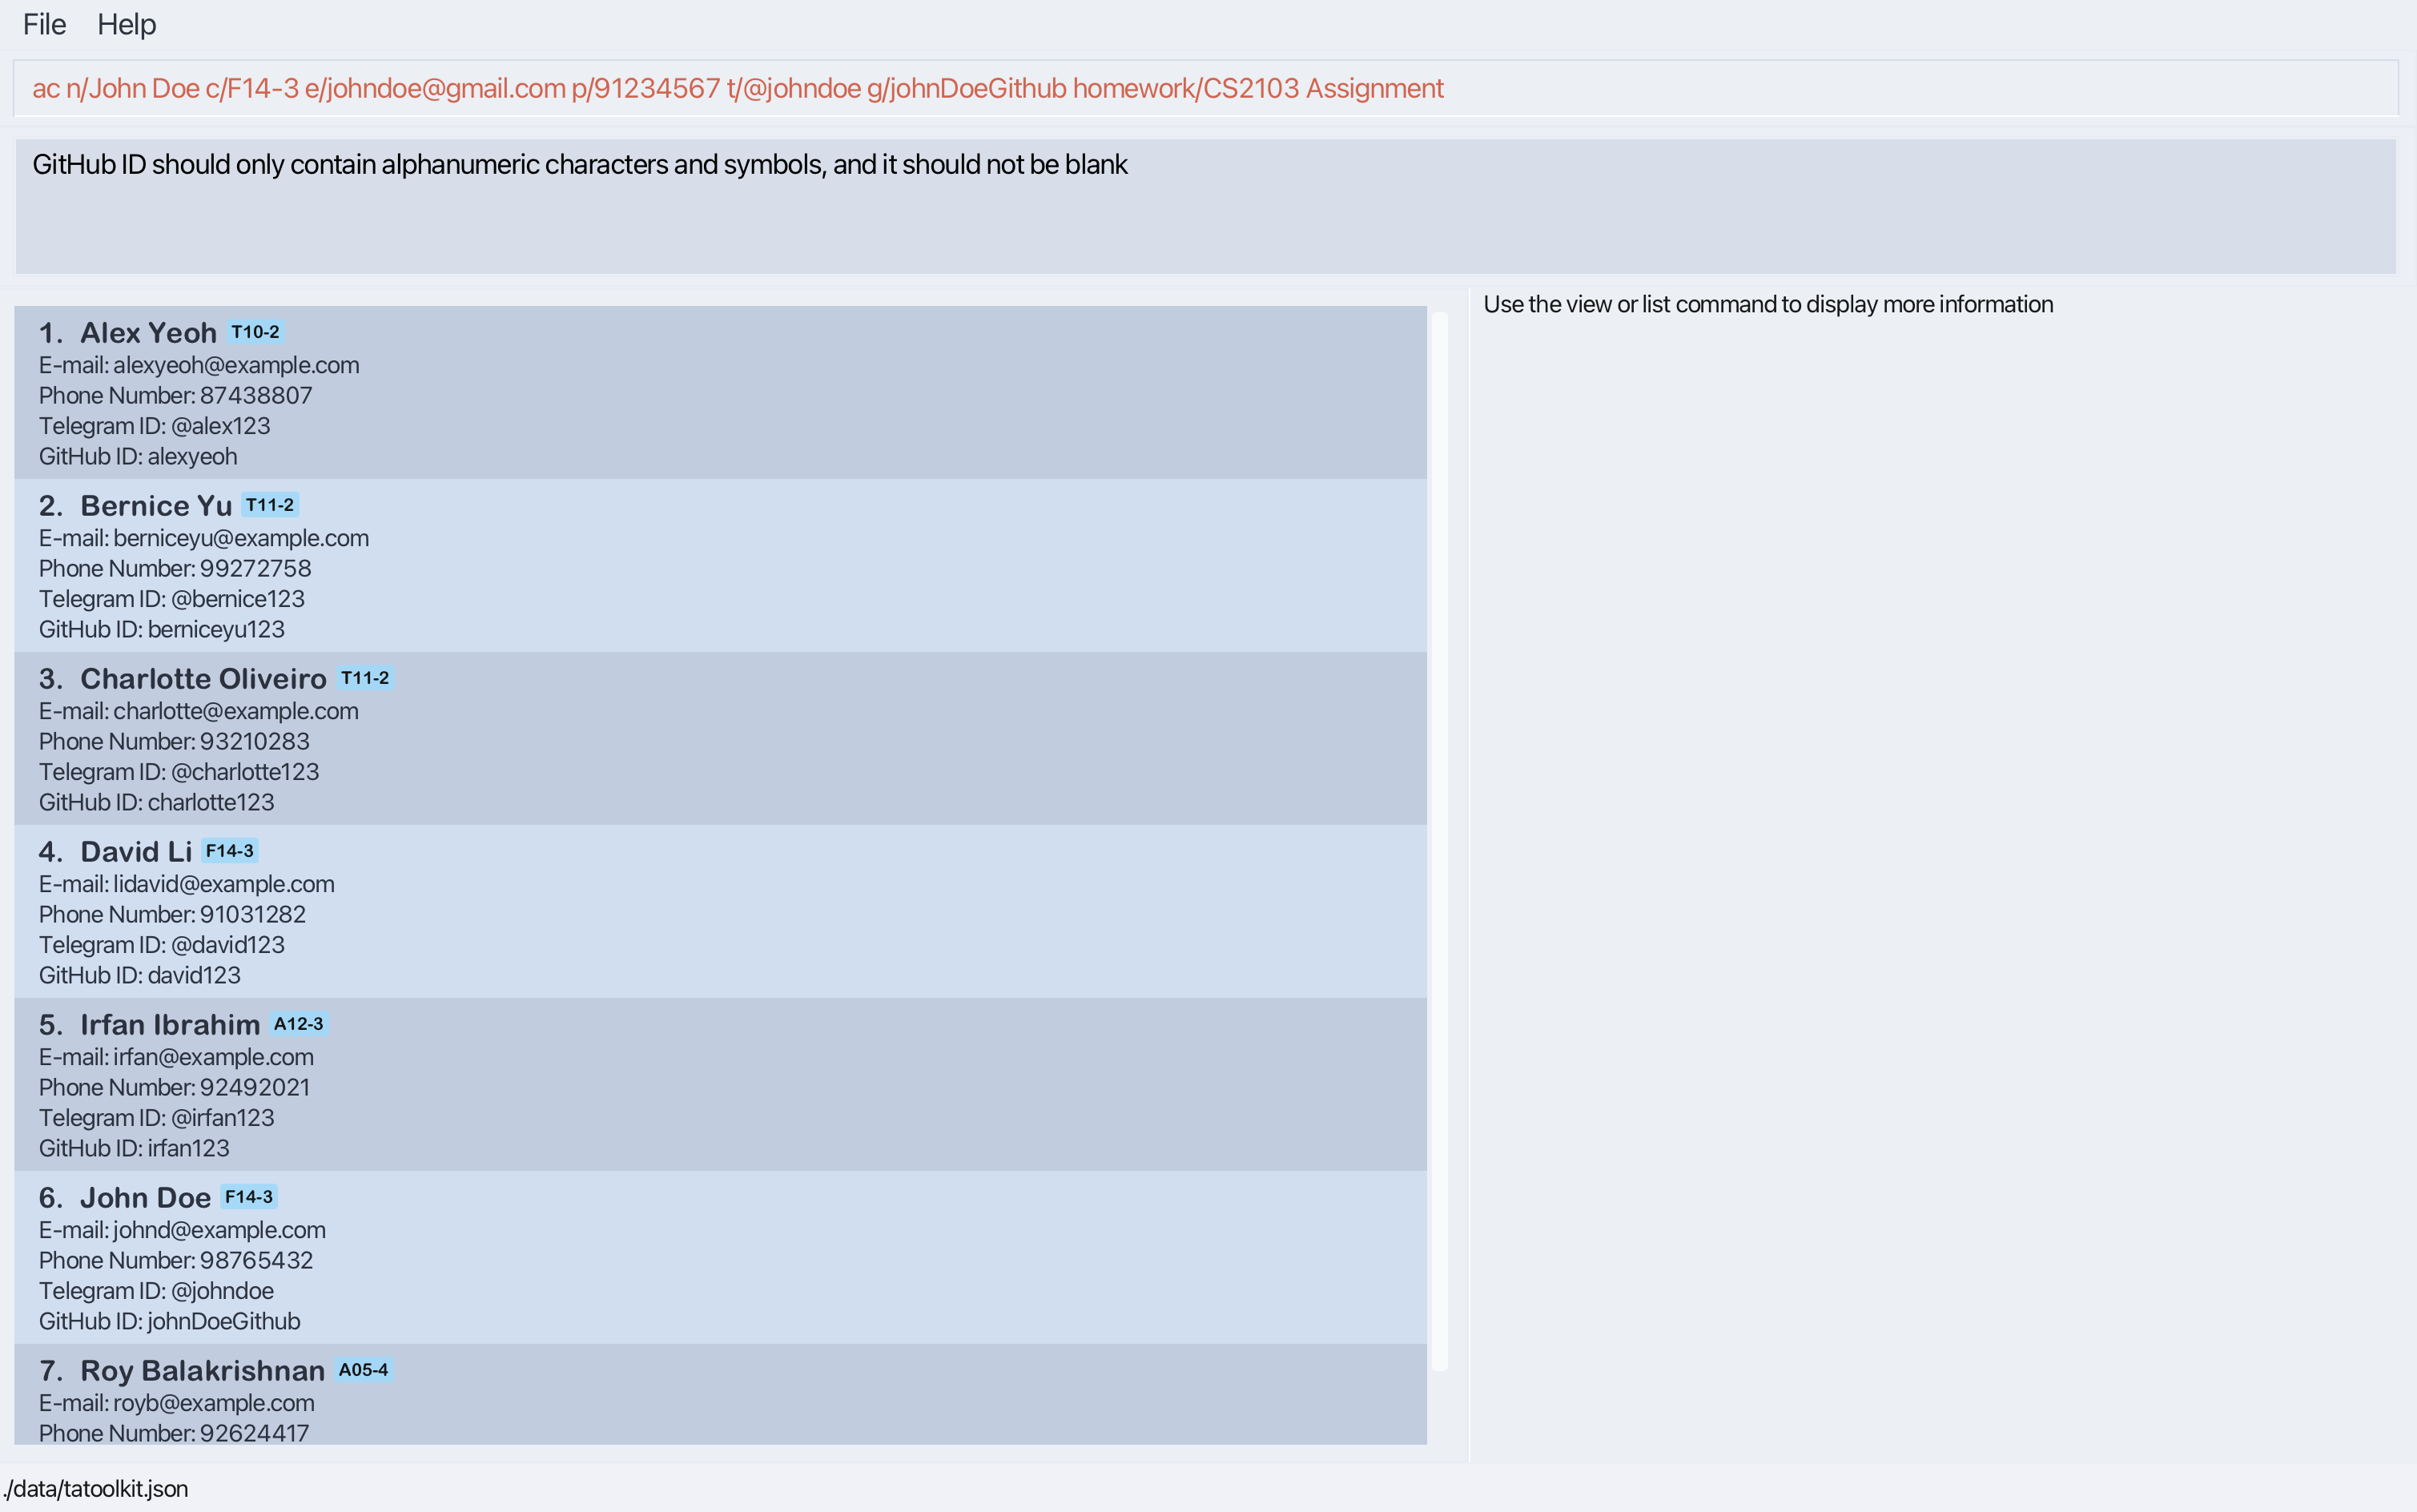 File Help
ac n/John Doe c/F14-3 e/johndoe@gmail.com p/91234567 t/@johndoe g/johnDoeGithub homework/CS2103 Assignment
GitHub ID should only contain alphanumeric characters and symbols, and it should not be blank
1. Alex Yeoh T10-2
E-mail: alexyeoh@example.com
Phone Number: 87438807
Telegram ID: @alex123
GitHub ID: alexyeoh
2. Bernice Yu T11-2
E-mail: berniceyu@example.com
Phone Number: 99272758
Telegram ID: @bernice123
GitHub ID: berniceyu123
3. Charlotte Oliveiro T11-2
E-mail: charlotte@example.com
Phone Number: 93210283
Telegram ID: @charlotte123
GitHub ID: charlotte123
4. David Li F14-3
E-mail: lidavid@example.com
Phone Number: 91031282
Telegram ID: @david123
GitHub ID: david123
5. Irfan Ibrahim A12-3
E-mail: irfan@example.com
Phone Number: 92492021
Telegram ID: @irfan123
GitHub ID: irfan123
6. John Doe F14-3
E-mail: johnd@example.com
Phone Number: 98765432
Telegram ID: @johndoe
GitHub ID: johnDoeGithub
7. Roy Balakrishnan A05-4
E-mail: royb@example.com
Phone Number: 92624417
Use the view or list command to display more information
./data/tatoolkit.json